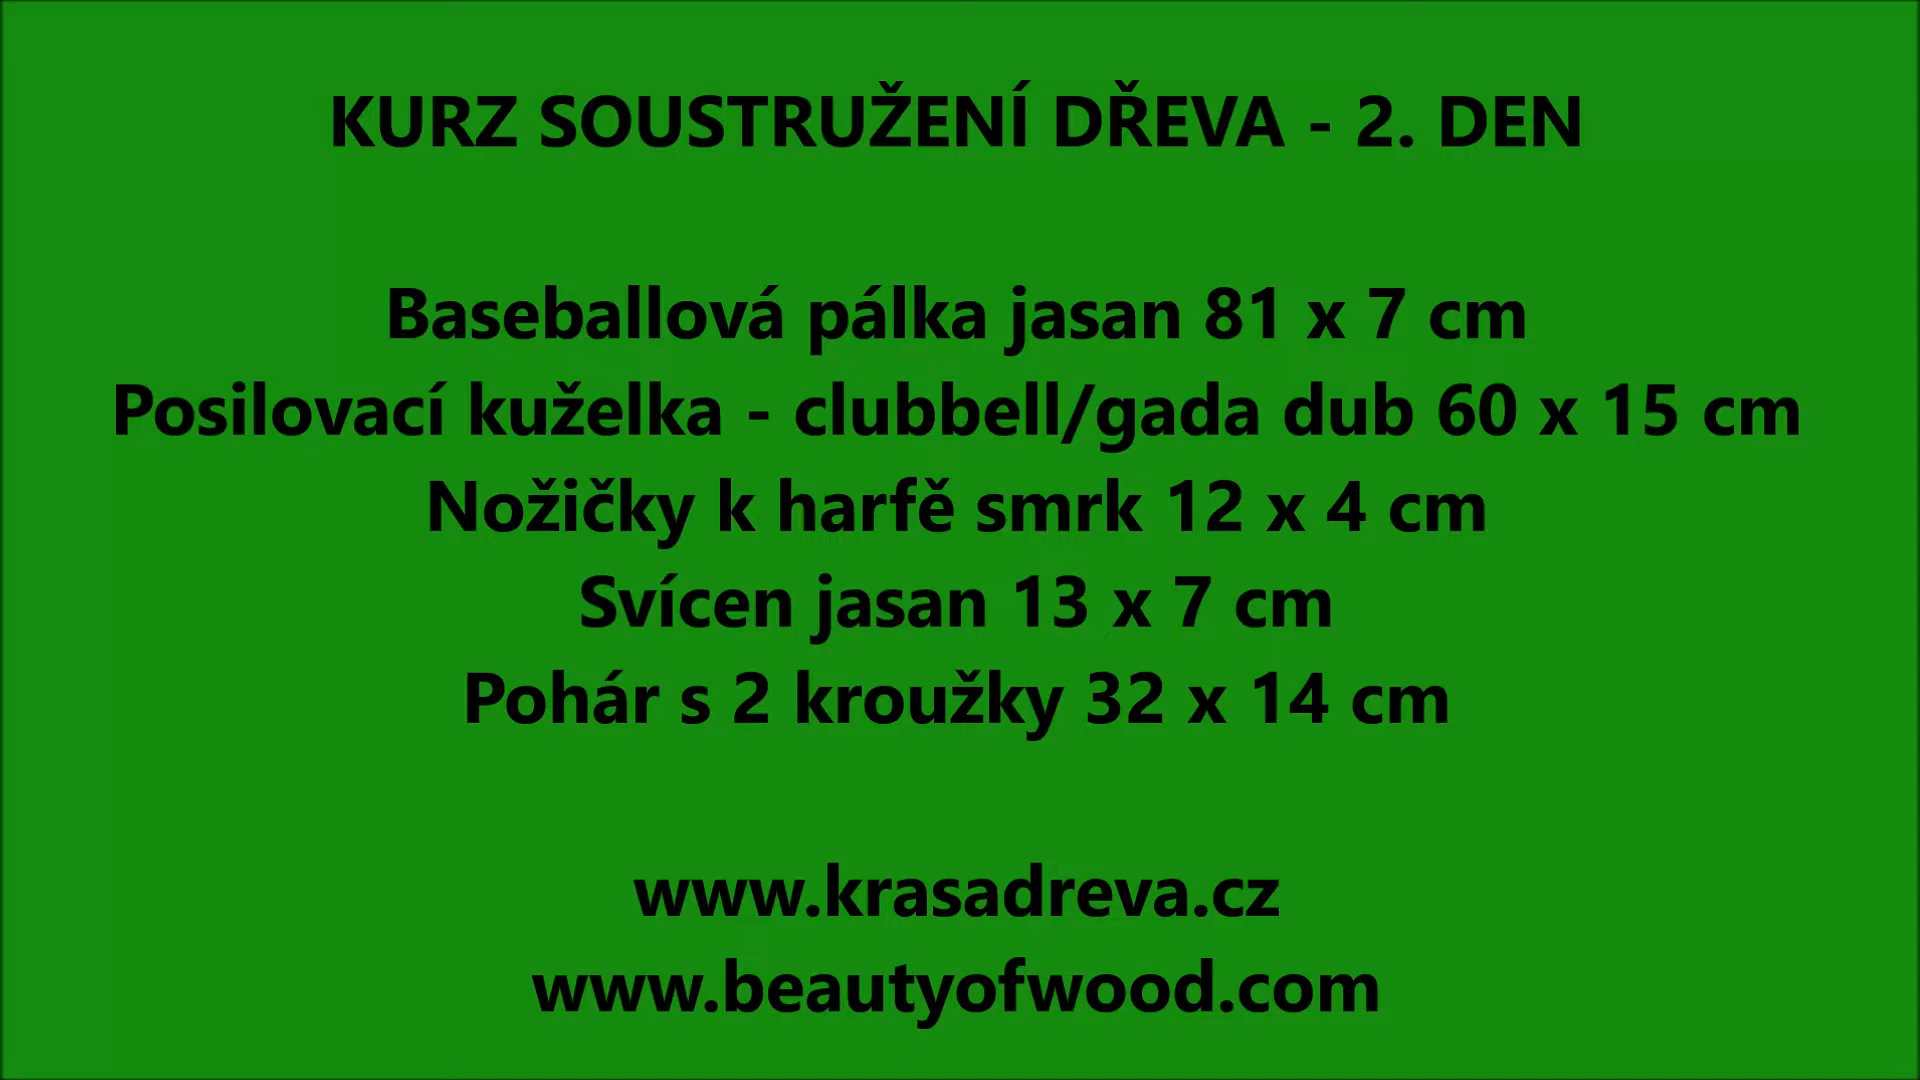 KURZ SOUSTRUŽENÍ DŘEVA - 2. DEN
Baseballová pálka jasan 81 x 7 cm
Posilovací kuželka - clubbell/gada dub 60 x 15 cm
Nožičky k harfě smrk 12 x 4 cm
Svícen jasan 13 x 7 cm
Pohár s 2 kroužky 32 x 14 cm
www.krasadreva.cz
www.beautyofwood.com